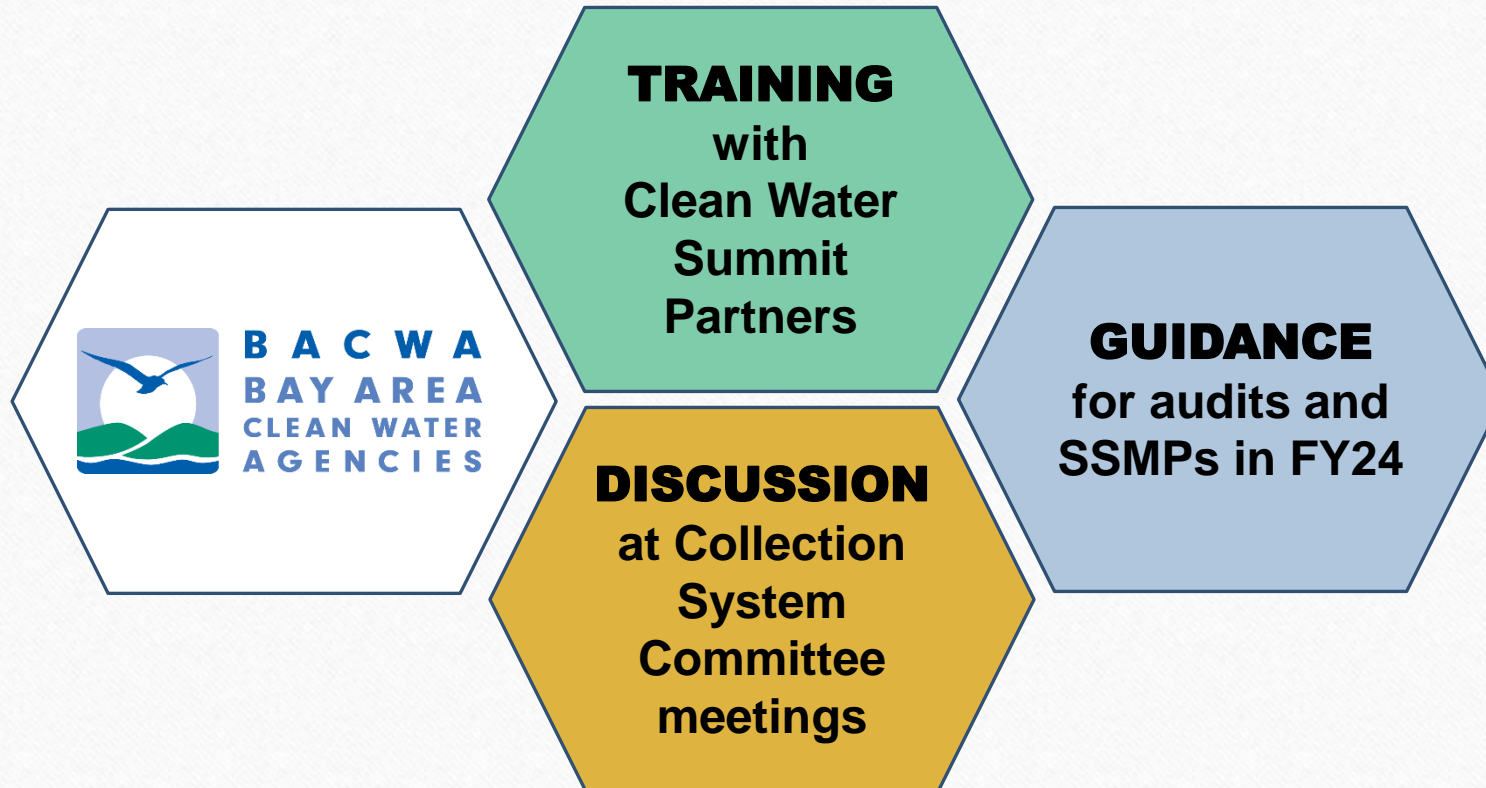 BACWA
BAY AREA
CLEAN WATER
AGENCIES
TRAINING
with
Clean Water
Summit
Partners
DISCUSSION
at Collection
System
Committee
meetings
GUIDANCE
for audits and
SSMPs in FY24